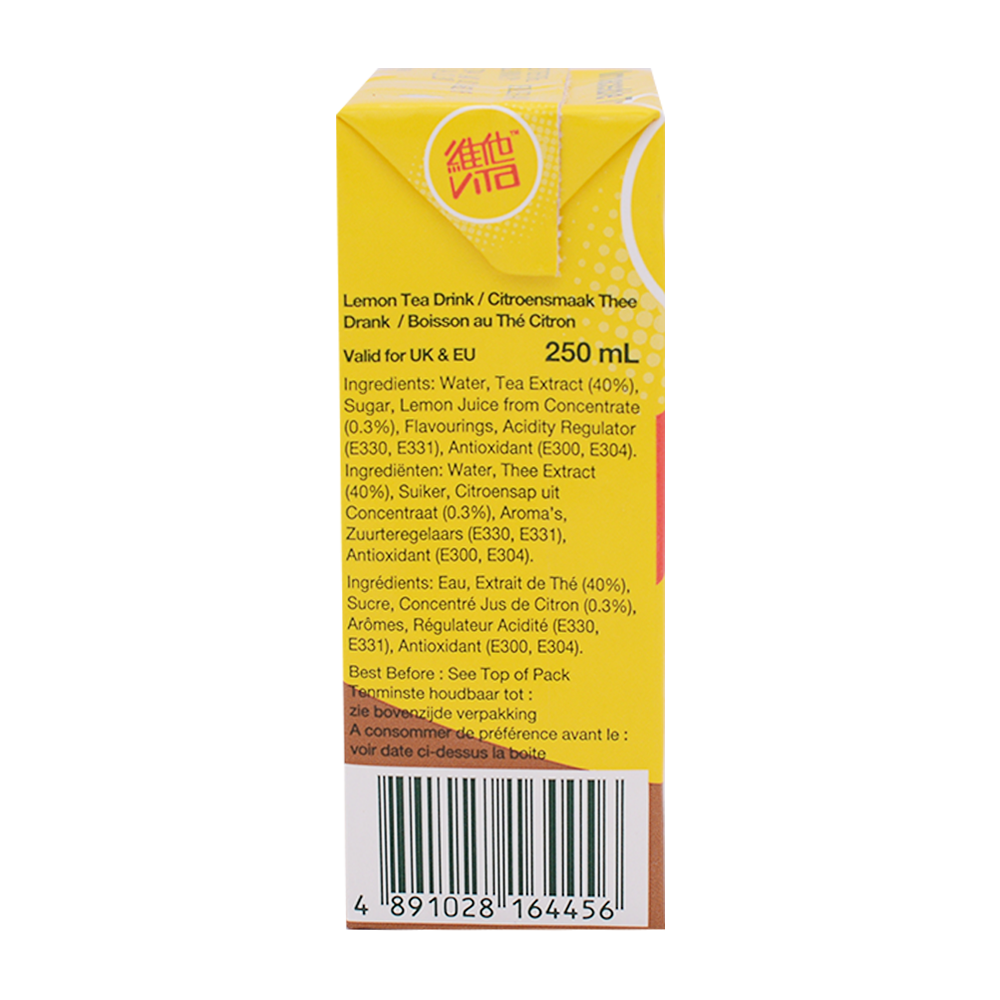 維他™
VITA
Lemon Tea Drink / Citroensmaak Thee
Drank / Boisson au Thé Citron
Valid for UK & EU 250 mL
Ingredients: Water, Tea Extract (40%),
Sugar, Lemon Juice from Concentrate
(0.3%), Flavourings, Acidity Regulator
(E330, E331), Antioxidant (E300, E304).
Ingrediënten: Water, Thee Extract
(40%), Suiker, Citroensap uit
Concentraat (0.3%), Aroma's,
Zuurteregelaars (E330, E331),
Antioxidant (E300, E304).
Ingrédients: Eau, Extrait de Thé (40%),
Sucre, Concentré Jus de Citron (0.3%),
Arômes, Régulateur Acidité (E330,
E331), Antioxidant (E300, E304).
Best Before : See Top of Pack
Tenminste houdbaar tot :
zie bovenzijde verpakking
A consommer de préférence avant le :
voir date ci-dessus la boite
4 891028 164456